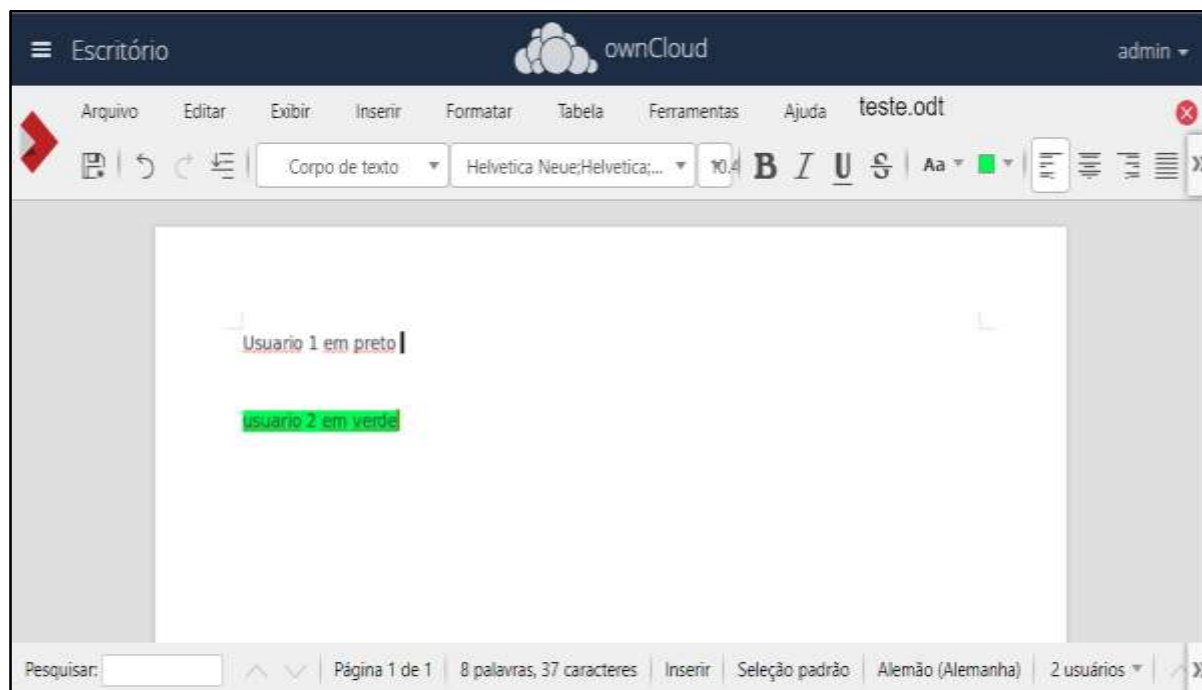 Escritório ownCloud admin
Arquivo Editar Exibir Inserir Formatar Tabela Ferramentas Ajuda teste.odt
Corpo de texto Helvetica Neue;Helvetica;... 10.4 B I U S Aa
Usuario 1 em preto
usuario 2 em verde
Pesquisar: Página 1 de 1 8 palavras, 37 caracteres Inserir Seleção padrão Alemão (Alemanha) 2 usuários